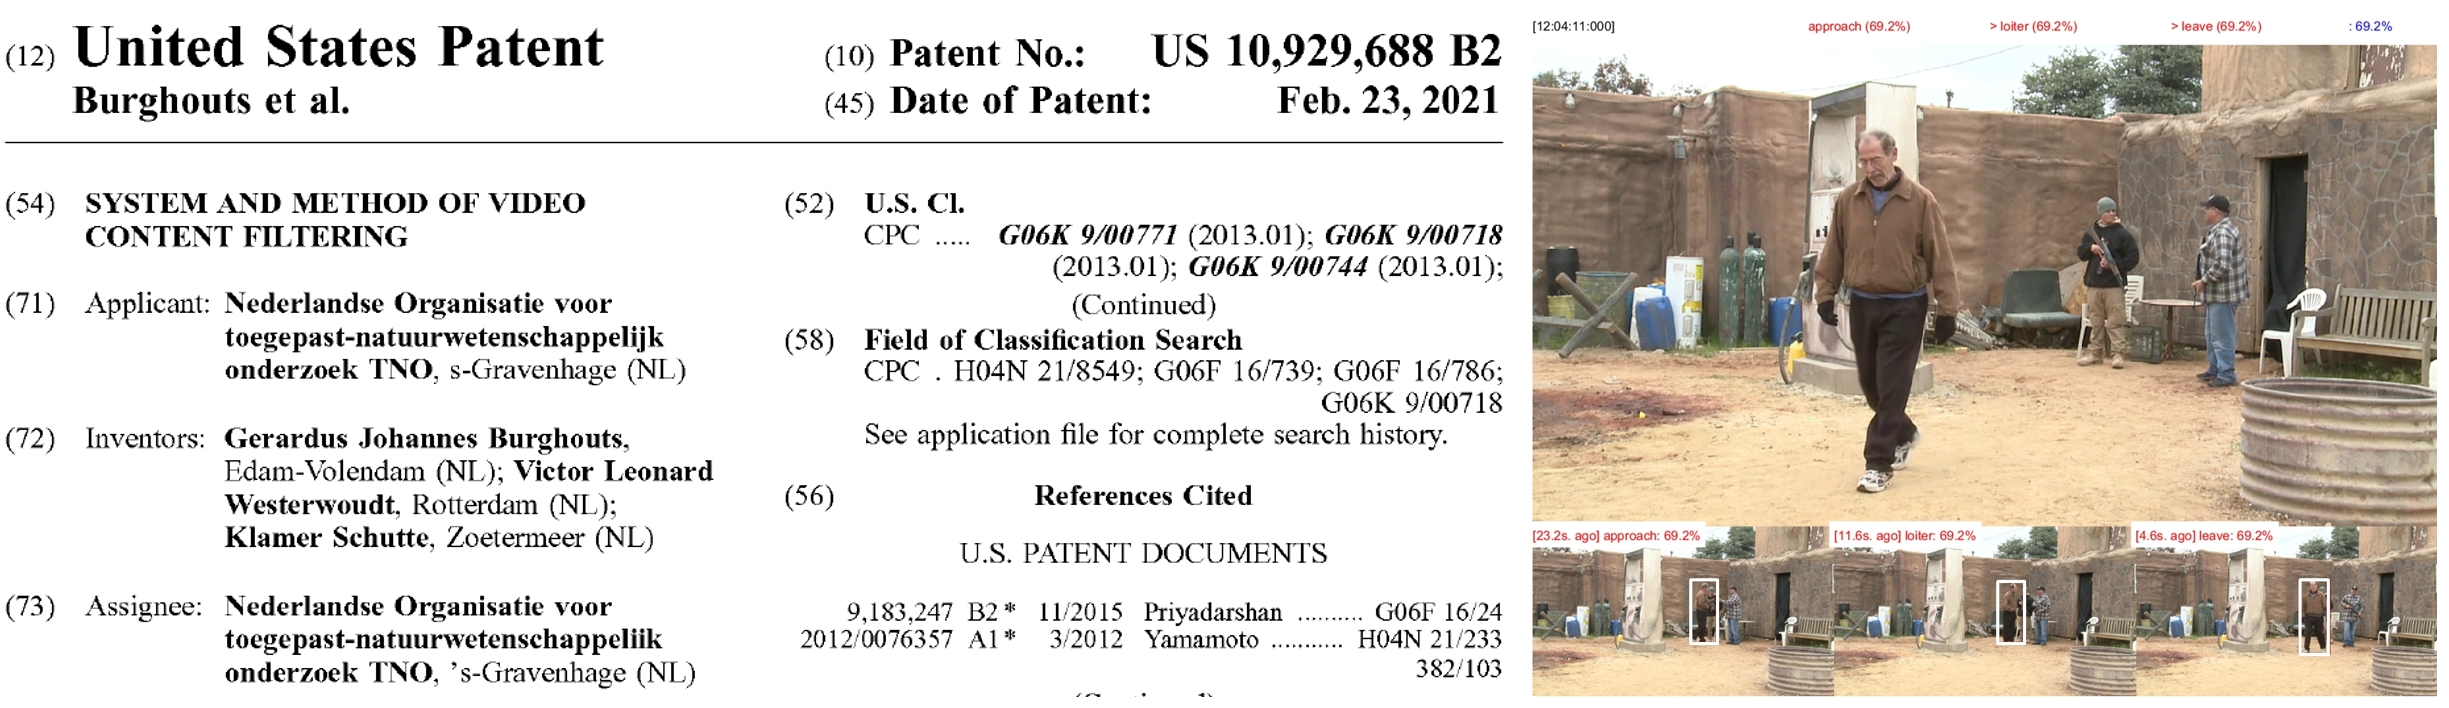 (12) United States Patent
Burghouts et al.
(10) Patent No.: US 10,929,688 B2
(45) Date of Patent: Feb. 23, 2021
(54) SYSTEM AND METHOD OF VIDEO
CONTENT FILTERING
(71) Applicant: Nederlandse Organisatie voor
toegepast-natuurwetenschappelijk
onderzoek TNO, s-Gravenhage (NL)
(72) Inventors: Gerardus Johannes Burghouts,
Edam-Volendam (NL); Victor Leonard
Westerwoudt, Rotterdam (NL);
Klamer Schutte, Zoetermeer (NL)
(73) Assignee: Nederlandse Organisatie voor
toegepast-natuurwetenschappeliik
onderzoek TNO, ’s-Gravenhage (NL)
(52) U.S. Cl.
CPC ..... G06K 9/00771 (2013.01); G06K 9/00718
(2013.01); G06K 9/00744 (2013.01);
(Continued)
(58) Field of Classification Search
CPC . H04N 21/8549; G06F 16/739; G06F 16/786;
G06K 9/00718
See application file for complete search history.
(56) References Cited
U.S. PATENT DOCUMENTS
9,183,247 B2 * 11/2015 Priyadarshan .......... G06F 16/24
2012/0076357 A1 * 3/2012 Yamamoto ........... H04N 21/233
382/103
[12:04:11:000] approach (69.2%) > loiter (69.2%) > leave (69.2%) : 69.2%
[23.2s. ago] approach: 69.2% [11.6s. ago] loiter: 69.2% [4.6s. ago] leave: 69.2%